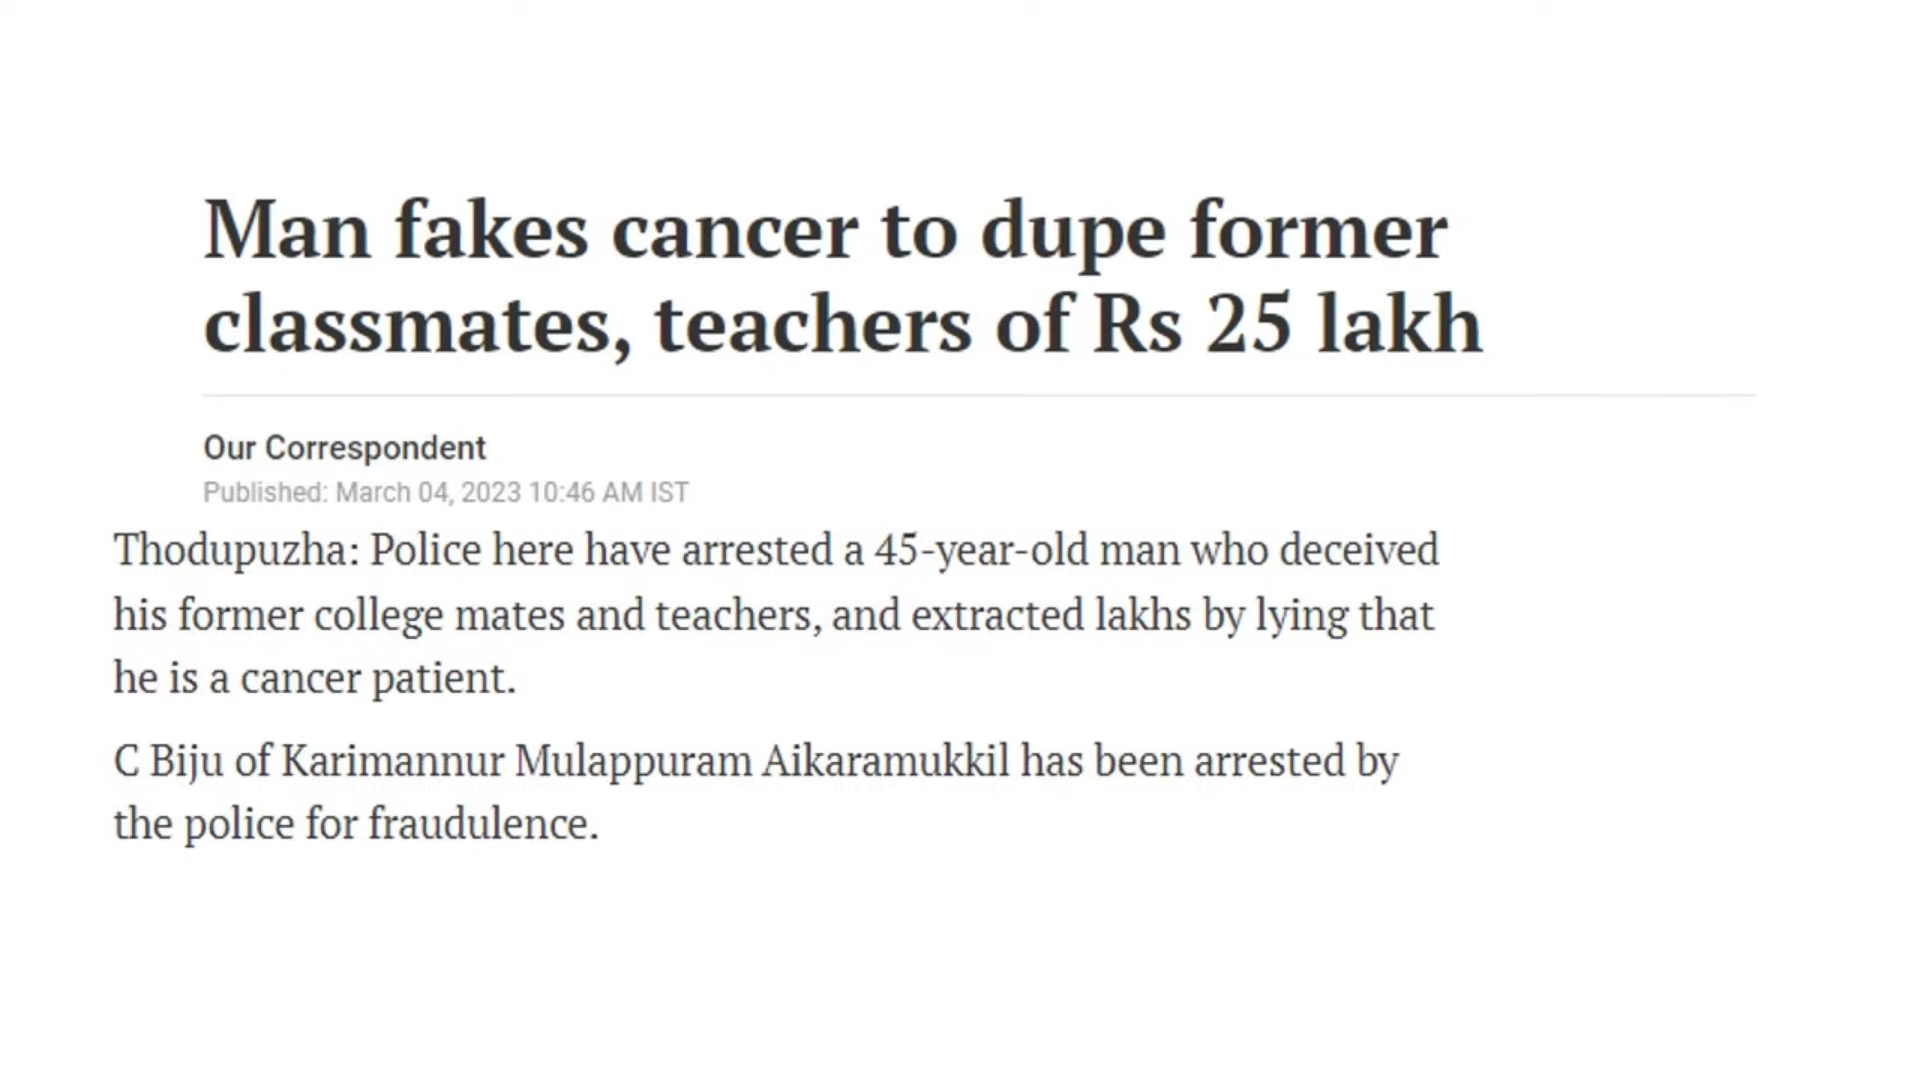 Man fakes cancer to dupe former
classmates, teachers of Rs 25 lakh
Our Correspondent
Published: March 04, 2023 10:46 AM IST
Thodupuzha: Police here have arrested a 45-year-old man who deceived
his former college mates and teachers, and extracted lakhs by lying that
he is a cancer patient.
C Biju of Karimannur Mulappuram Aikaramukkil has been arrested by
the police for fraudulence.